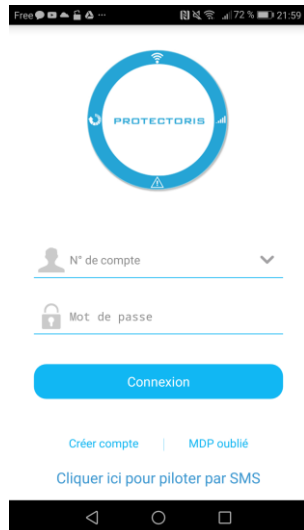 Free ... 72 % 21:59
PROTECTORIS
N° de compte
Mot de passe
Connexion
Créer compte | MDP oublié
Cliquer ici pour piloter par SMS